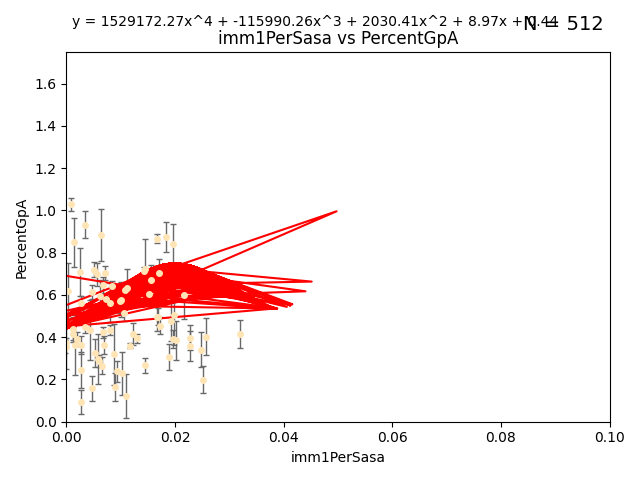 y = 1529172.27x^4 + -115990.26x^3 + 2030.41x^2 + 8.97x + 0.44
N = 512
imm1PerSasa vs PercentGpA
PercentGpA
1.6
1.4
1.2
1.0
0.8
0.6
0.4
0.2
0.0
0.00 0.02 0.04 0.06 0.08 0.10
imm1PerSasa